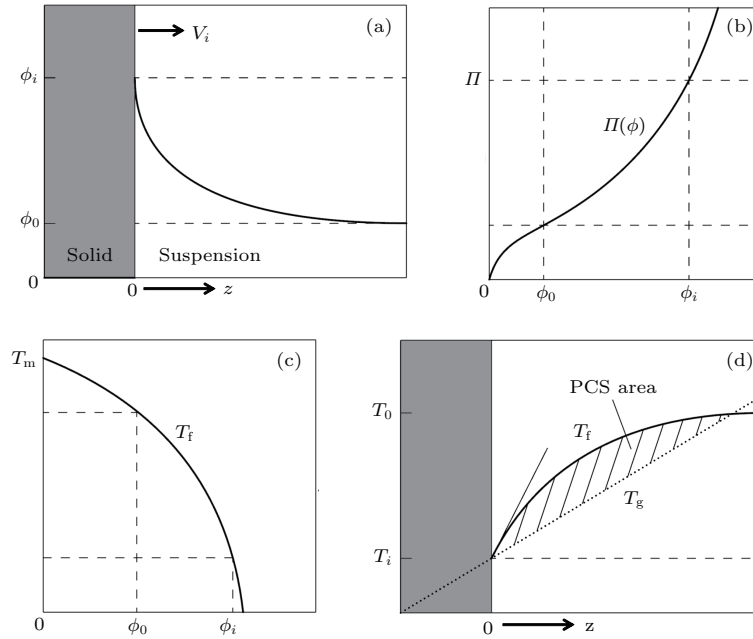 (a)
V_i
ϕ_i
ϕ_0
Solid
Suspension
0
0
z
(b)
Π
Π(ϕ)
0
ϕ_0
ϕ_i
(c)
T_m
T_f
0
ϕ_0
ϕ_i
(d)
PCS area
T_0
T_f
T_g
T_i
0
z